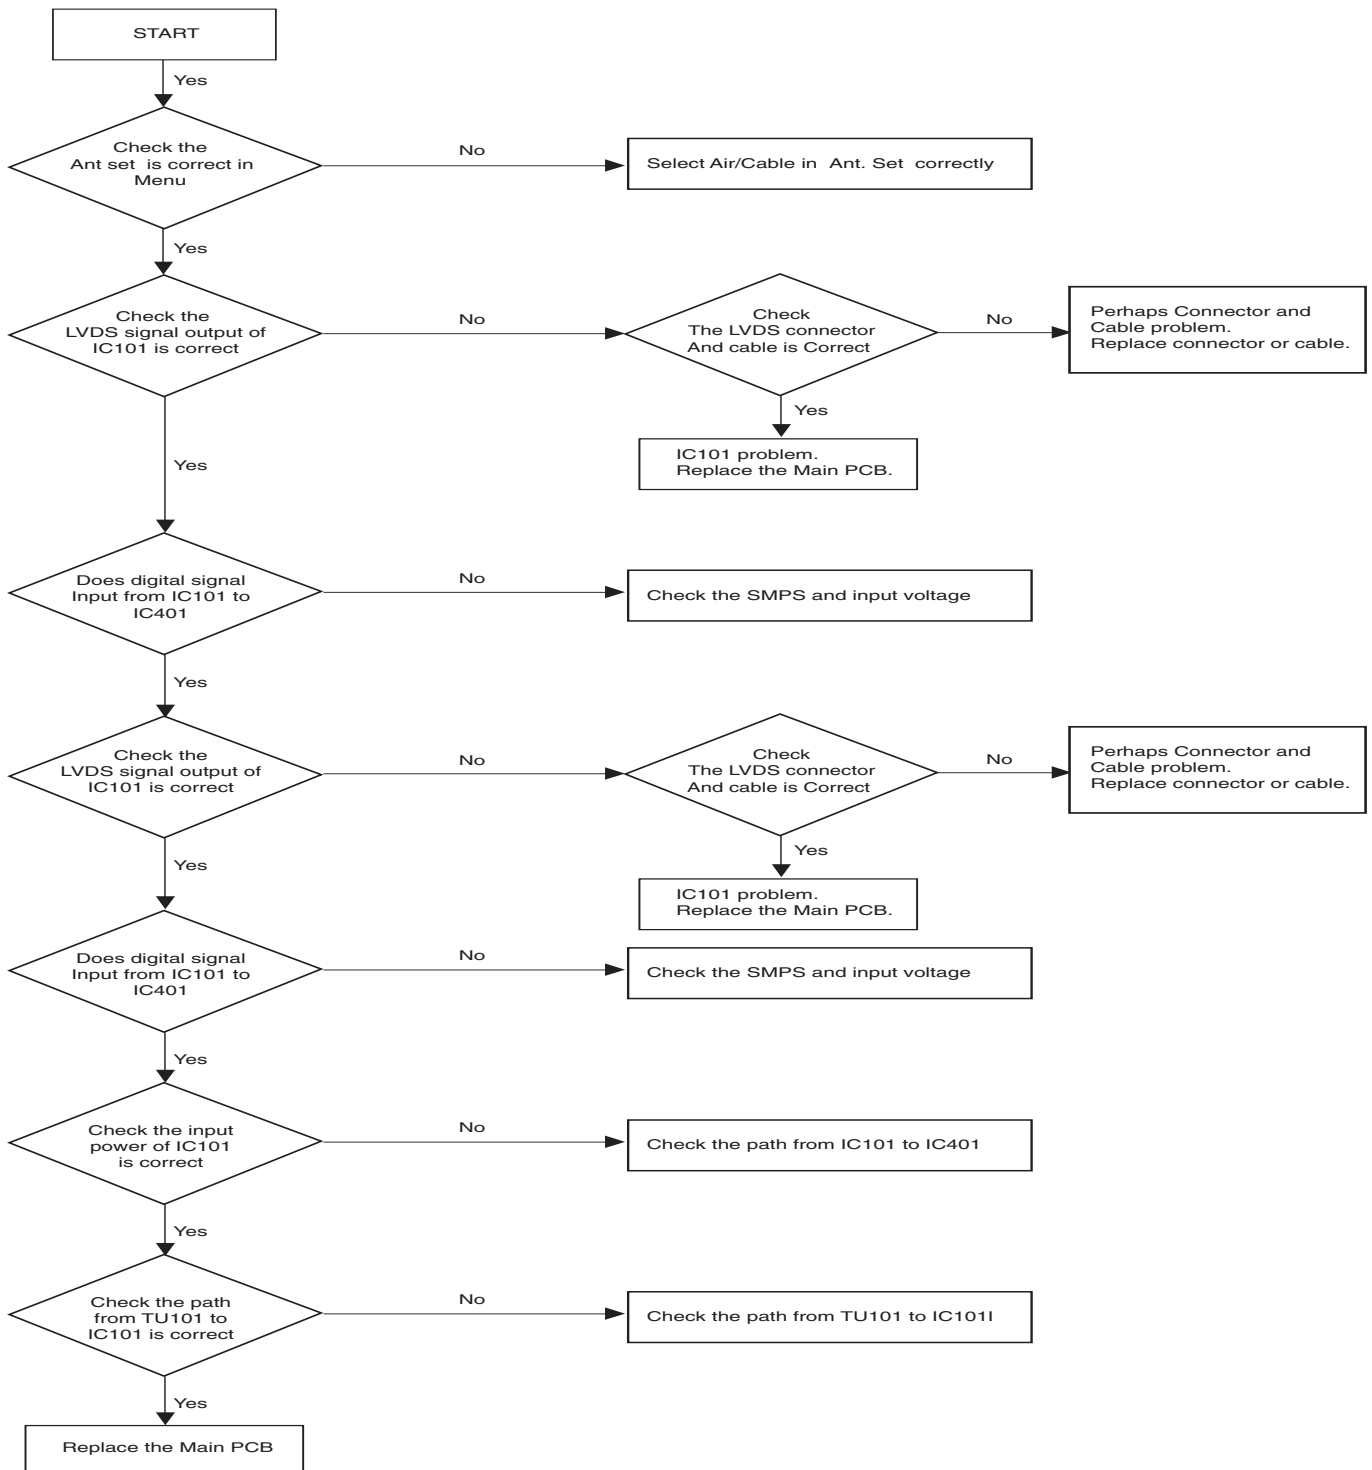 START
Yes
Check the
Ant set is correct in
Menu
No
Select Air/Cable in Ant. Set correctly
Yes
Check the
LVDS signal output of
IC101 is correct
No
Check
The LVDS connector
And cable is Correct
No
Perhaps Connector and
Cable problem.
Replace connector or cable.
Yes
IC101 problem.
Replace the Main PCB.
Yes
Does digital signal
Input from IC101 to
IC401
No
Check the SMPS and input voltage
Yes
Check the
LVDS signal output of
IC101 is correct
No
Check
The LVDS connector
And cable is Correct
No
Perhaps Connector and
Cable problem.
Replace connector or cable.
Yes
IC101 problem.
Replace the Main PCB.
Yes
Does digital signal
Input from IC101 to
IC401
No
Check the SMPS and input voltage
Yes
Check the input
power of IC101
is correct
No
Check the path from IC101 to IC401
Yes
Check the path
from TU101 to
IC101 is correct
No
Check the path from TU101 to IC101I
Yes
Replace the Main PCB